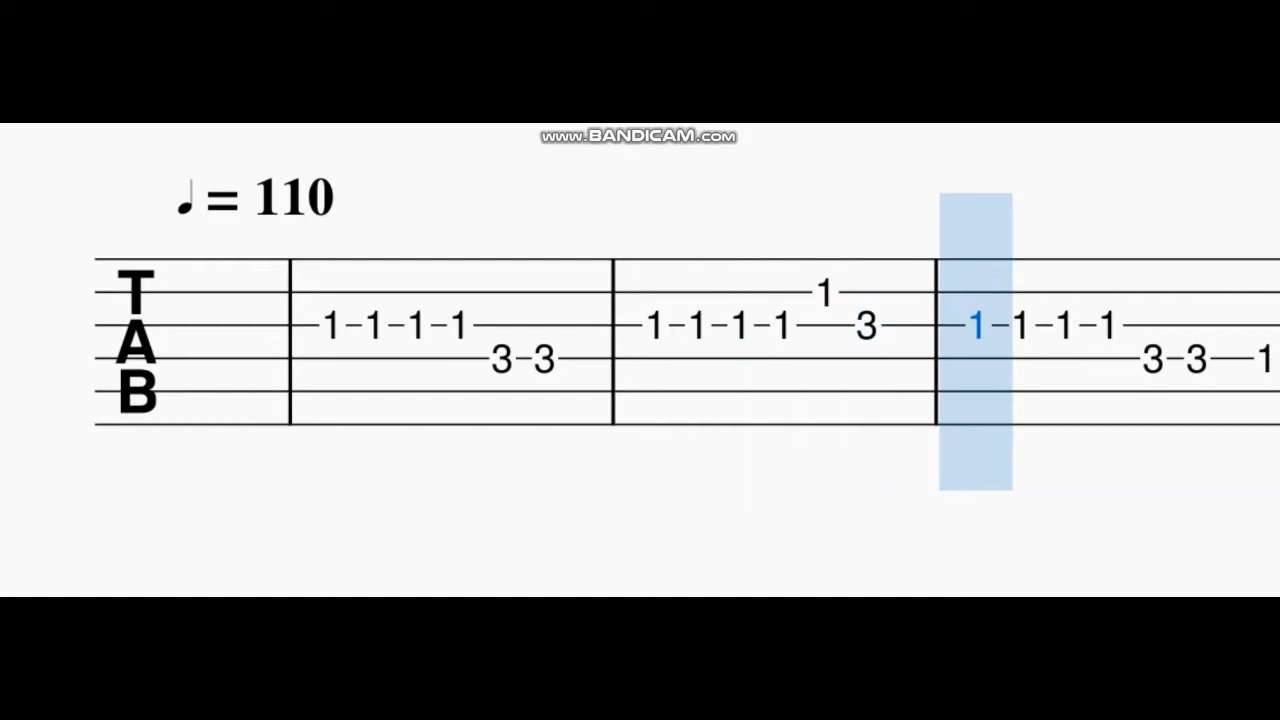 www.BANDICAM.com
♩ = 110
T
A
B
1
1-1-1-1 1-1-1-1 3 1-1-1-1
3-3 3-3-1